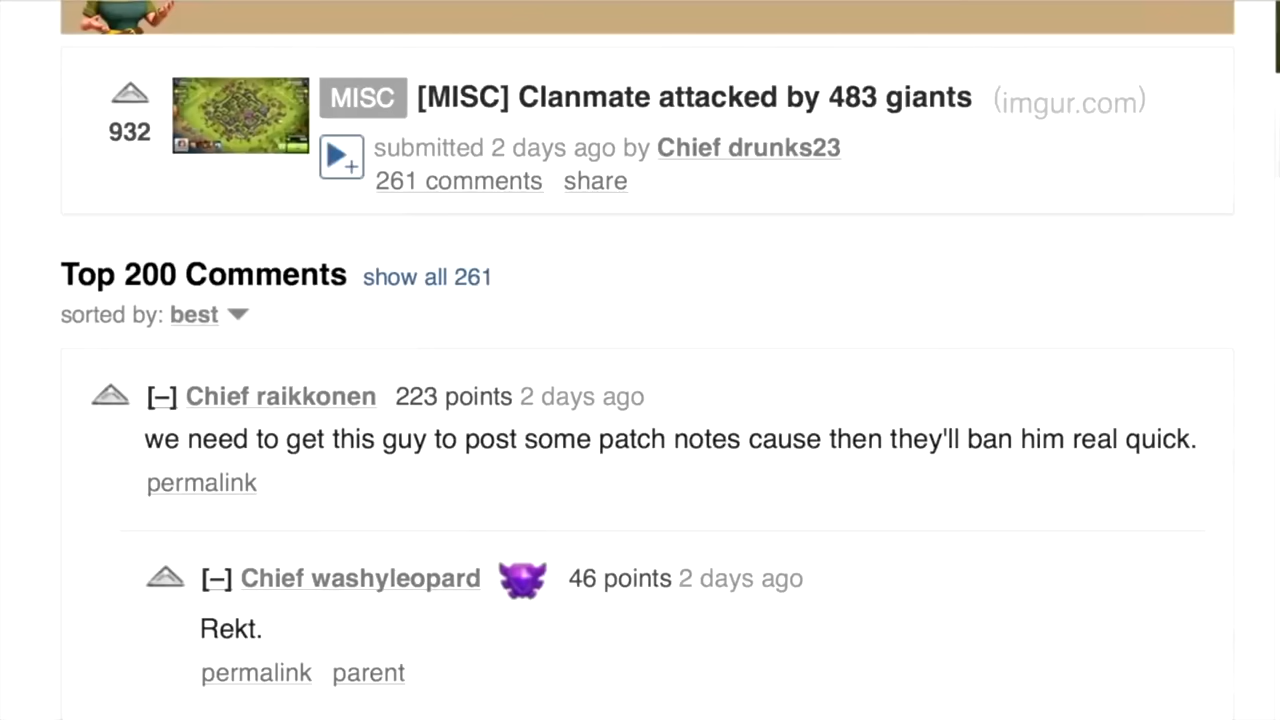 MISC [MISC] Clanmate attacked by 483 giants (imgur.com)
932
submitted 2 days ago by Chief drunks23
261 comments share
Top 200 Comments show all 261
sorted by: best
[–] Chief raikkonen 223 points 2 days ago
we need to get this guy to post some patch notes cause then they'll ban him real quick.
permalink
[–] Chief washyleopard 46 points 2 days ago
Rekt.
permalink parent